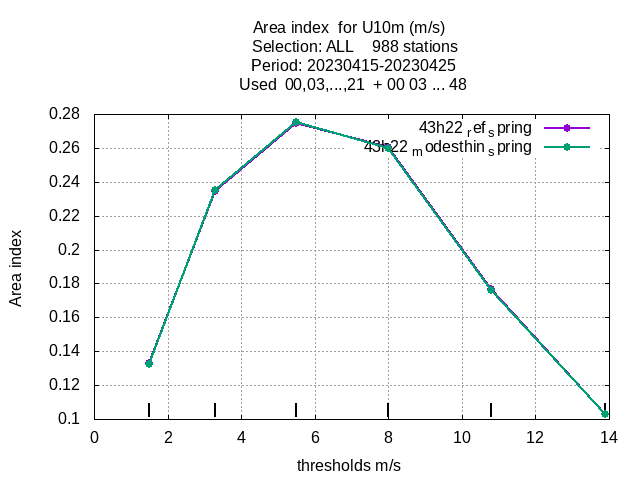 Area index  for U10m (m/s)
Selection: ALL    988 stations
Period: 20230415-20230425
Used  00,03,...,21  + 00 03 ... 48
0.28
43h22 ref spring
0.26
43h22 modesthin spring
0.24
0.22
0.2
0.18
0.16
0.14
0.12
0.1
Area index
0 2 4 6 8 10 12 14
thresholds m/s